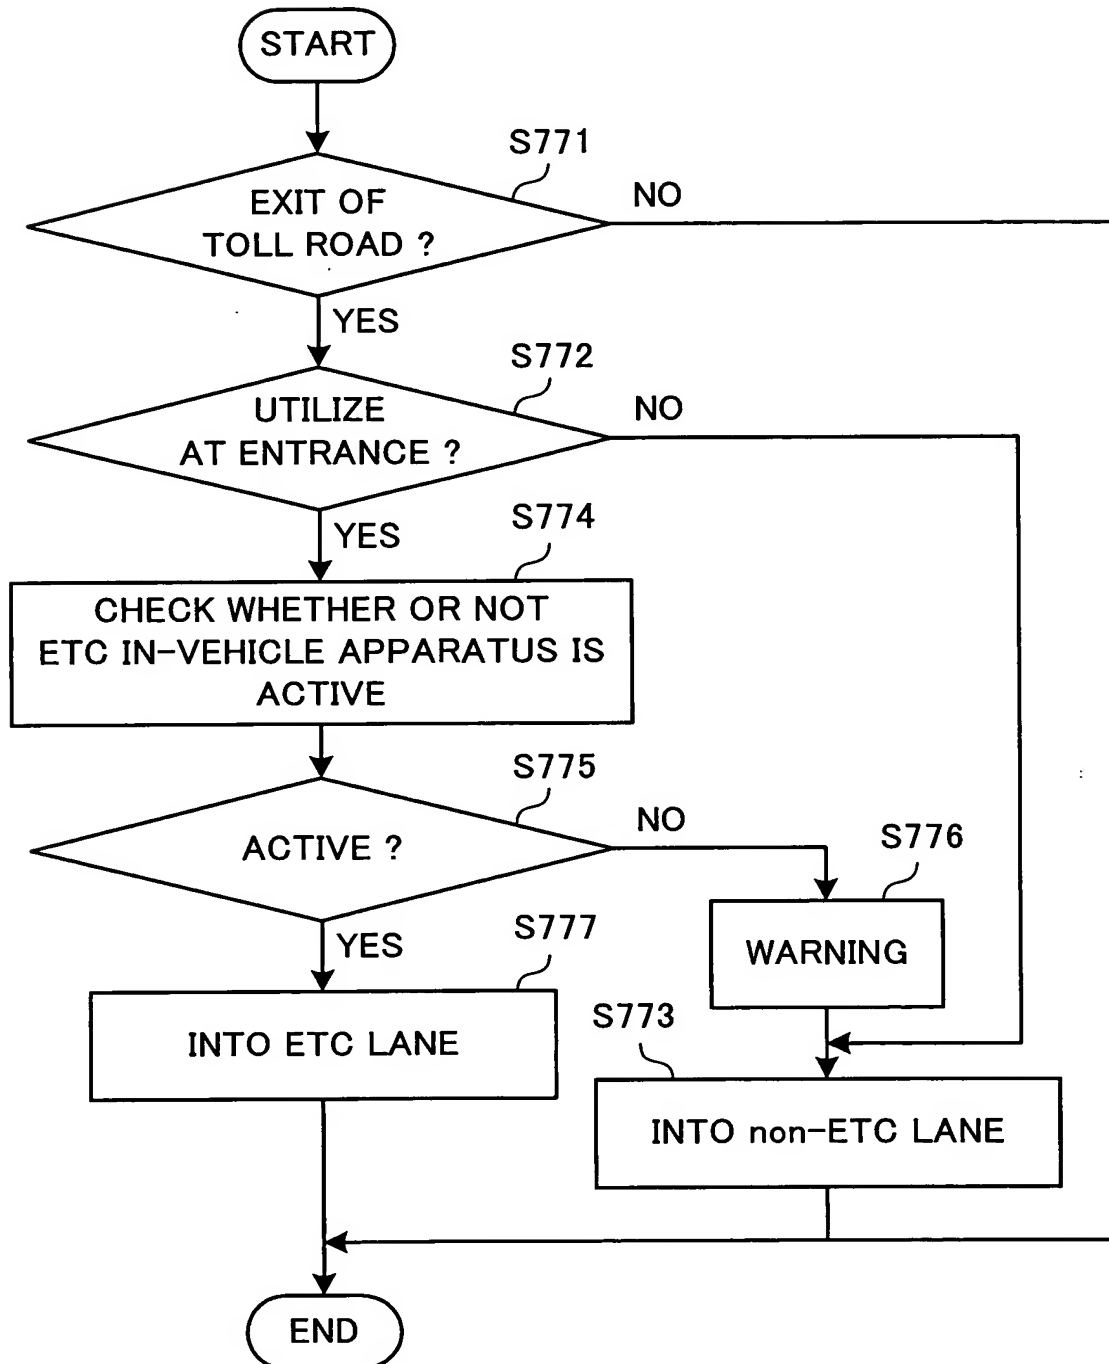 START
S771
EXIT OF
TOLL ROAD ?
NO
YES
S772
UTILIZE
AT ENTRANCE ?
NO
YES
S774
CHECK WHETHER OR NOT
ETC IN-VEHICLE APPARATUS IS
ACTIVE
S775
ACTIVE ?
NO
S776
YES
WARNING
S777
INTO ETC LANE
S773
INTO non-ETC LANE
END